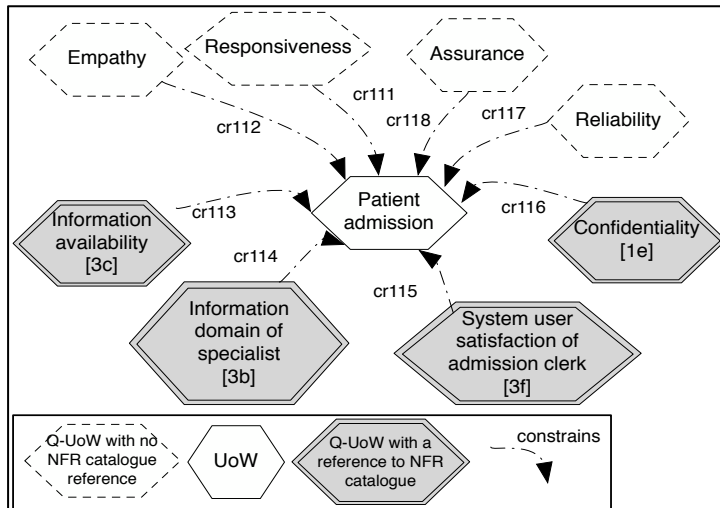 Empathy
Responsiveness
Assurance
Reliability
cr112
cr111
cr118
cr117
Patient
admission
Information
availability
[3c]
cr113
cr114
cr116
Confidentiality
[1e]
Information
domain of
specialist
[3b]
cr115
System user
satisfaction of
admission clerk
[3f]
Q-UoW with no
NFR catalogue
reference
UoW
Q-UoW with a
reference to NFR
catalogue
constrains